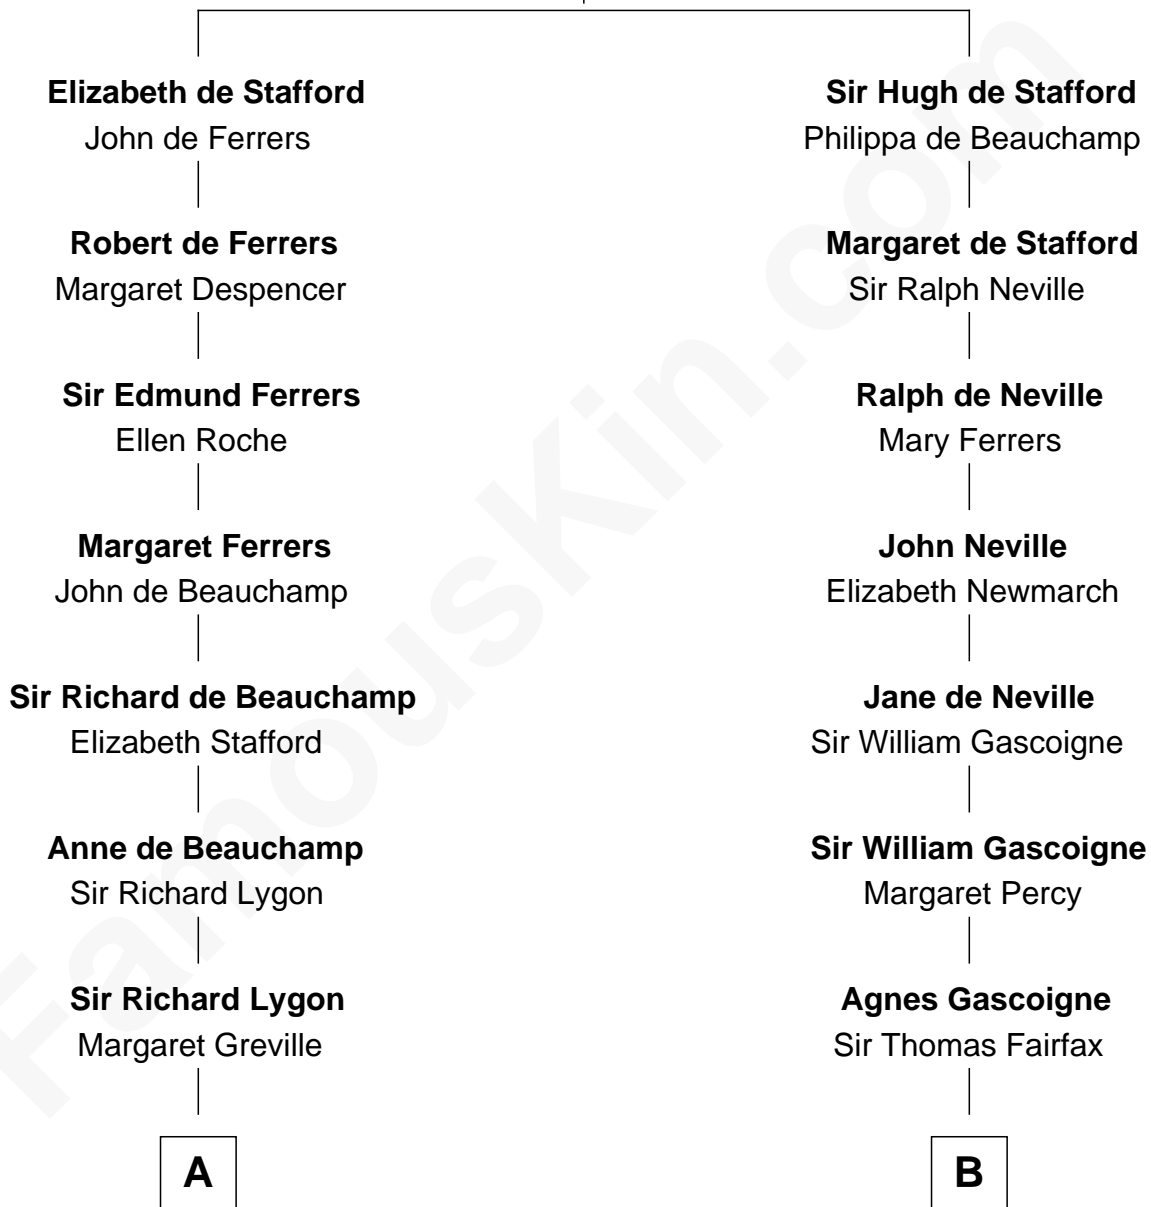 Elizabeth de Stafford
John de Ferrers
Robert de Ferrers
Margaret Despencer
Sir Edmund Ferrers
Ellen Roche
Margaret Ferrers
John de Beauchamp
Sir Richard de Beauchamp
Elizabeth Stafford
Anne de Beauchamp
Sir Richard Lygon
Sir Richard Lygon
Margaret Greville
A
Sir Hugh de Stafford
Philippa de Beauchamp
Margaret de Stafford
Sir Ralph Neville
Ralph de Neville
Mary Ferrers
John Neville
Elizabeth Newmarch
Jane de Neville
Sir William Gascoigne
Sir William Gascoigne
Margaret Percy
Agnes Gascoigne
Sir Thomas Fairfax
B
FamousKin.com